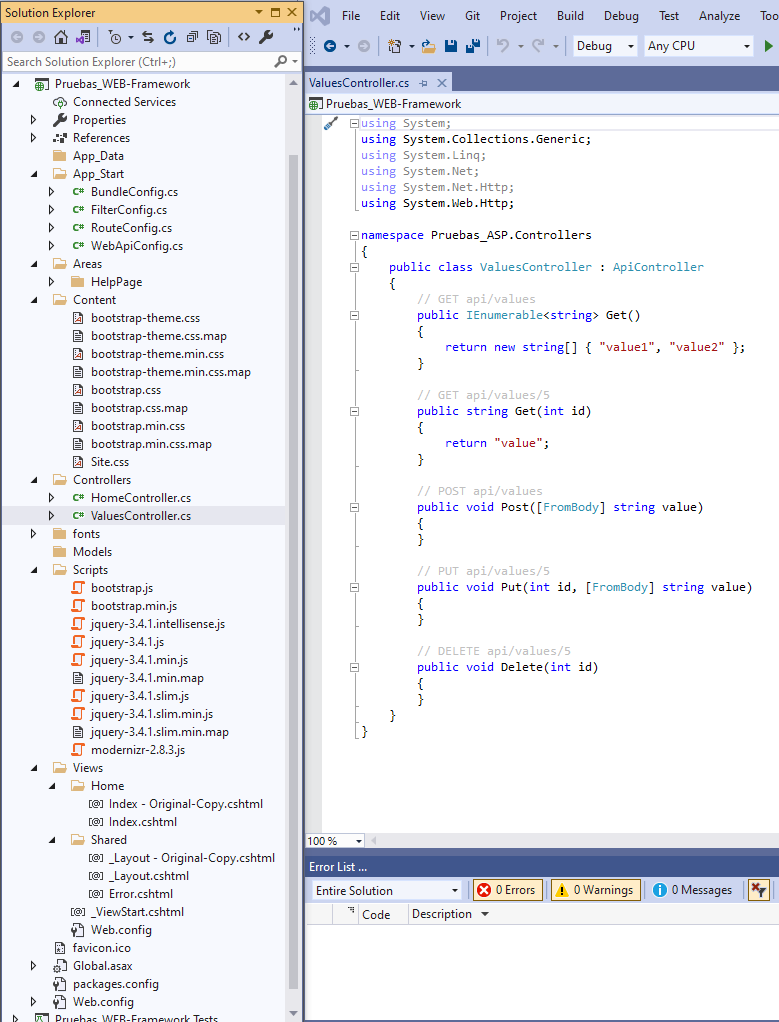 Solution Explorer
Search Solution Explorer (Ctrl+;)
Pruebas_WEB-Framework
Connected Services
Properties
References
App_Data
App_Start
C# BundleConfig.cs
C# FilterConfig.cs
C# RouteConfig.cs
C# WebApiConfig.cs
Areas
HelpPage
Content
bootstrap-theme.css
bootstrap-theme.css.map
bootstrap-theme.min.css
bootstrap-theme.min.css.map
bootstrap.css
bootstrap.css.map
bootstrap.min.css
bootstrap.min.css.map
Site.css
Controllers
C# HomeController.cs
C# ValuesController.cs
fonts
Models
Scripts
bootstrap.js
bootstrap.min.js
jquery-3.4.1.intellisense.js
jquery-3.4.1.js
jquery-3.4.1.min.js
jquery-3.4.1.min.map
jquery-3.4.1.slim.js
jquery-3.4.1.slim.min.js
jquery-3.4.1.slim.min.map
modernizr-2.8.3.js
Views
Home
[@] Index - Original-Copy.cshtml
[@] Index.cshtml
Shared
[@] _Layout - Original-Copy.cshtml
[@] _Layout.cshtml
[@] Error.cshtml
[@] _ViewStart.cshtml
Web.config
favicon.ico
Global.asax
packages.config
Web.config
Pruebas_WEB-Framework.Tests
File Edit View Git Project Build Debug Test Analyze Too
Debug Any CPU
ValuesController.cs
Pruebas_WEB-Framework
using System;
using System.Collections.Generic;
using System.Linq;
using System.Net;
using System.Net.Http;
using System.Web.Http;
namespace Pruebas_ASP.Controllers
{
public class ValuesController : ApiController
{
// GET api/values
public IEnumerable<string> Get()
{
return new string[] { "value1", "value2" };
}
// GET api/values/5
public string Get(int id)
{
return "value";
}
// POST api/values
public void Post([FromBody] string value)
{
}
// PUT api/values/5
public void Put(int id, [FromBody] string value)
{
}
// DELETE api/values/5
public void Delete(int id)
{
}
}
}
100 %
Error List ...
Entire Solution 0 Errors 0 Warnings 0 Messages
Code Description